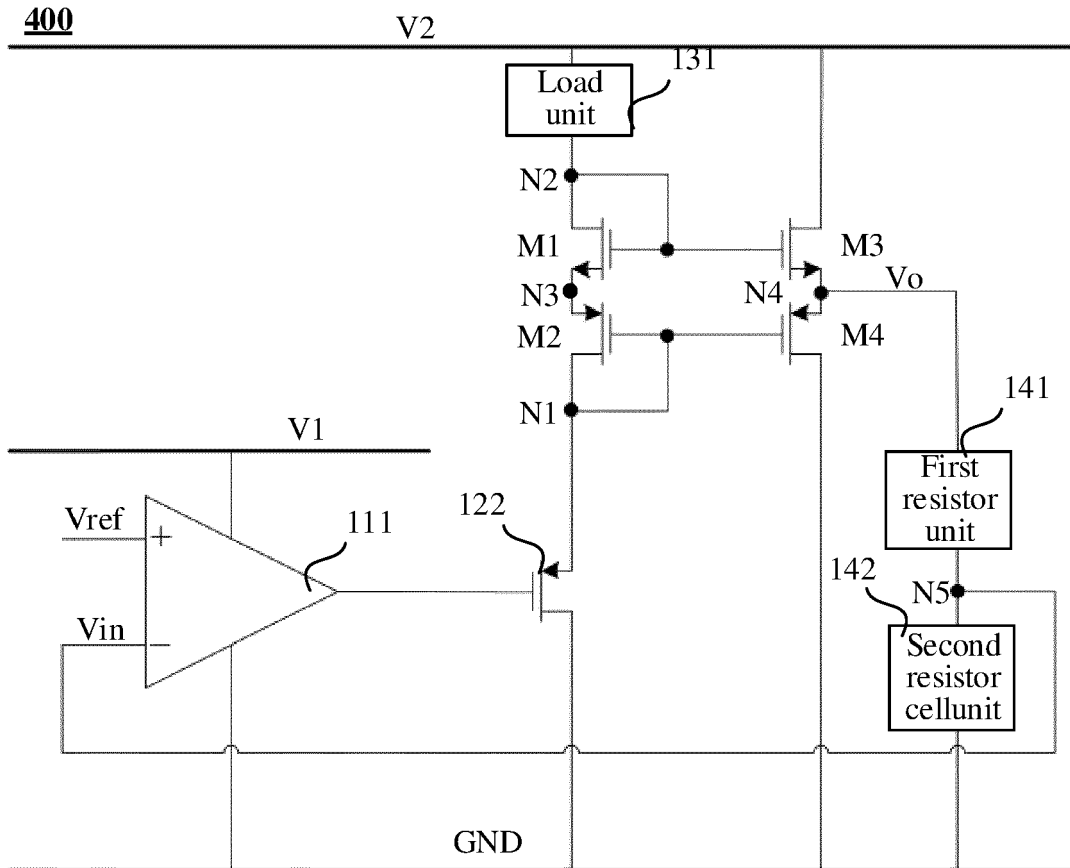 400
V2
131
Load
unit
N2
M1
M3
N3
N4
Vo
M2
M4
N1
141
V1
First
resistor
unit
Vref
+
111
122
142
N5
Vin
−
Second
resistor
cellunit
GND